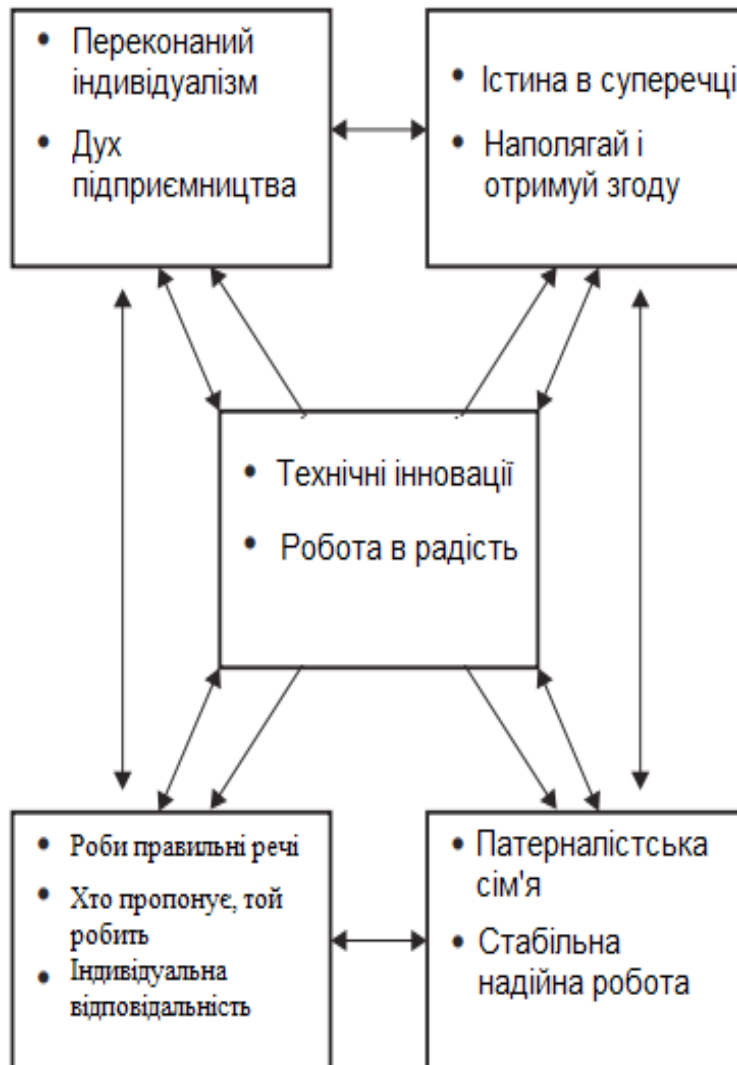 • Переконаний
індивідуалізм
• Дух
підприємництва
• Істина в суперечці
• Наполягай і
отримуй згоду
• Технічні інновації
• Робота в радість
• Роби правильні речі
• Хто пропонує, той
робить
• Індивідуальна
відповідальність
• Патерналістська
сім'я
• Стабільна
надійна робота